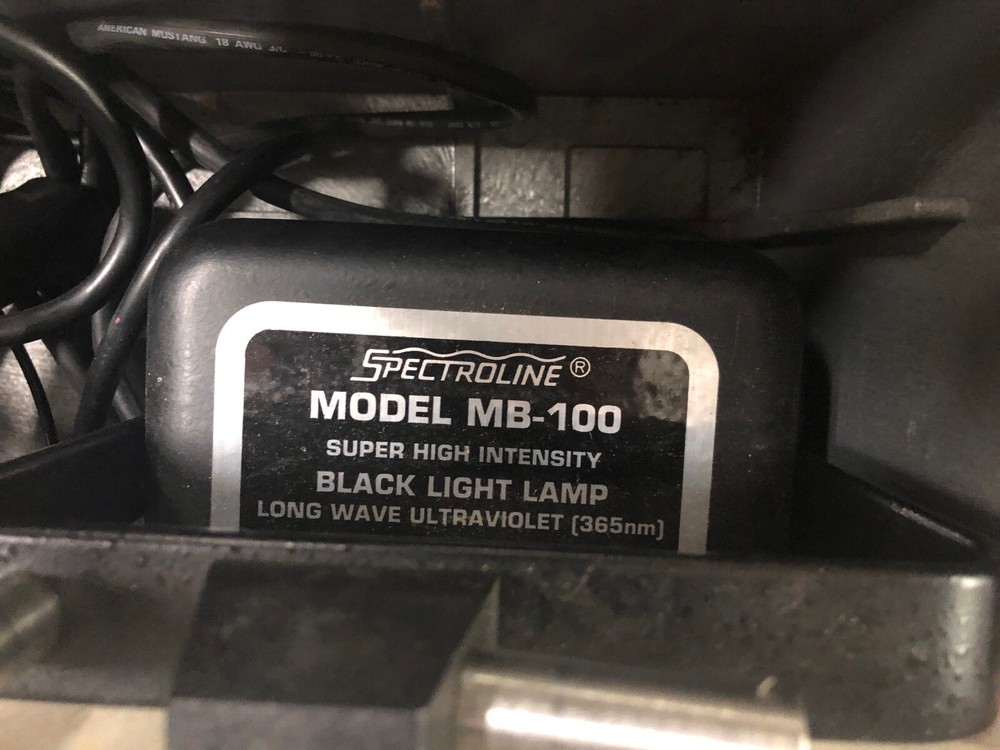 AMERICAN MUSTANG 18 AWG
SPECTROLINE®
MODEL MB-100
SUPER HIGH INTENSITY
BLACK LIGHT LAMP
LONG WAVE ULTRAVIOLET (365nm)